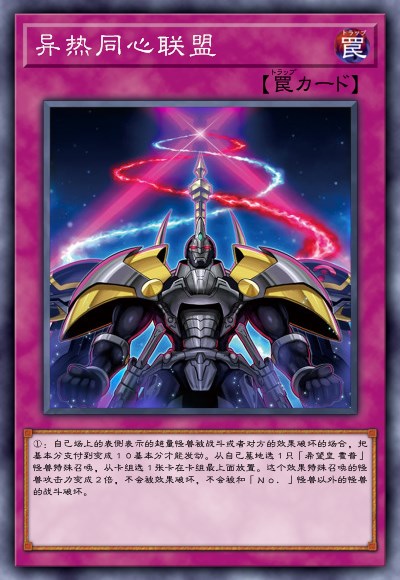 异热同心联盟
トラップ
罠
トラップ
【罠カード】
①：自己场上的表侧表示的超量怪兽被战斗或者对方的效果破坏的场合，把
基本分支付到变成１０基本分才能发动。从自己墓地选１只「希望皇 霍普」
怪兽特殊召唤，从卡组选１张卡在卡组最上面放置。这个效果特殊召唤的怪
兽攻击力变成２倍，不会被效果破坏，不会被和「Ｎｏ．」怪兽以外的怪兽
的战斗破坏。